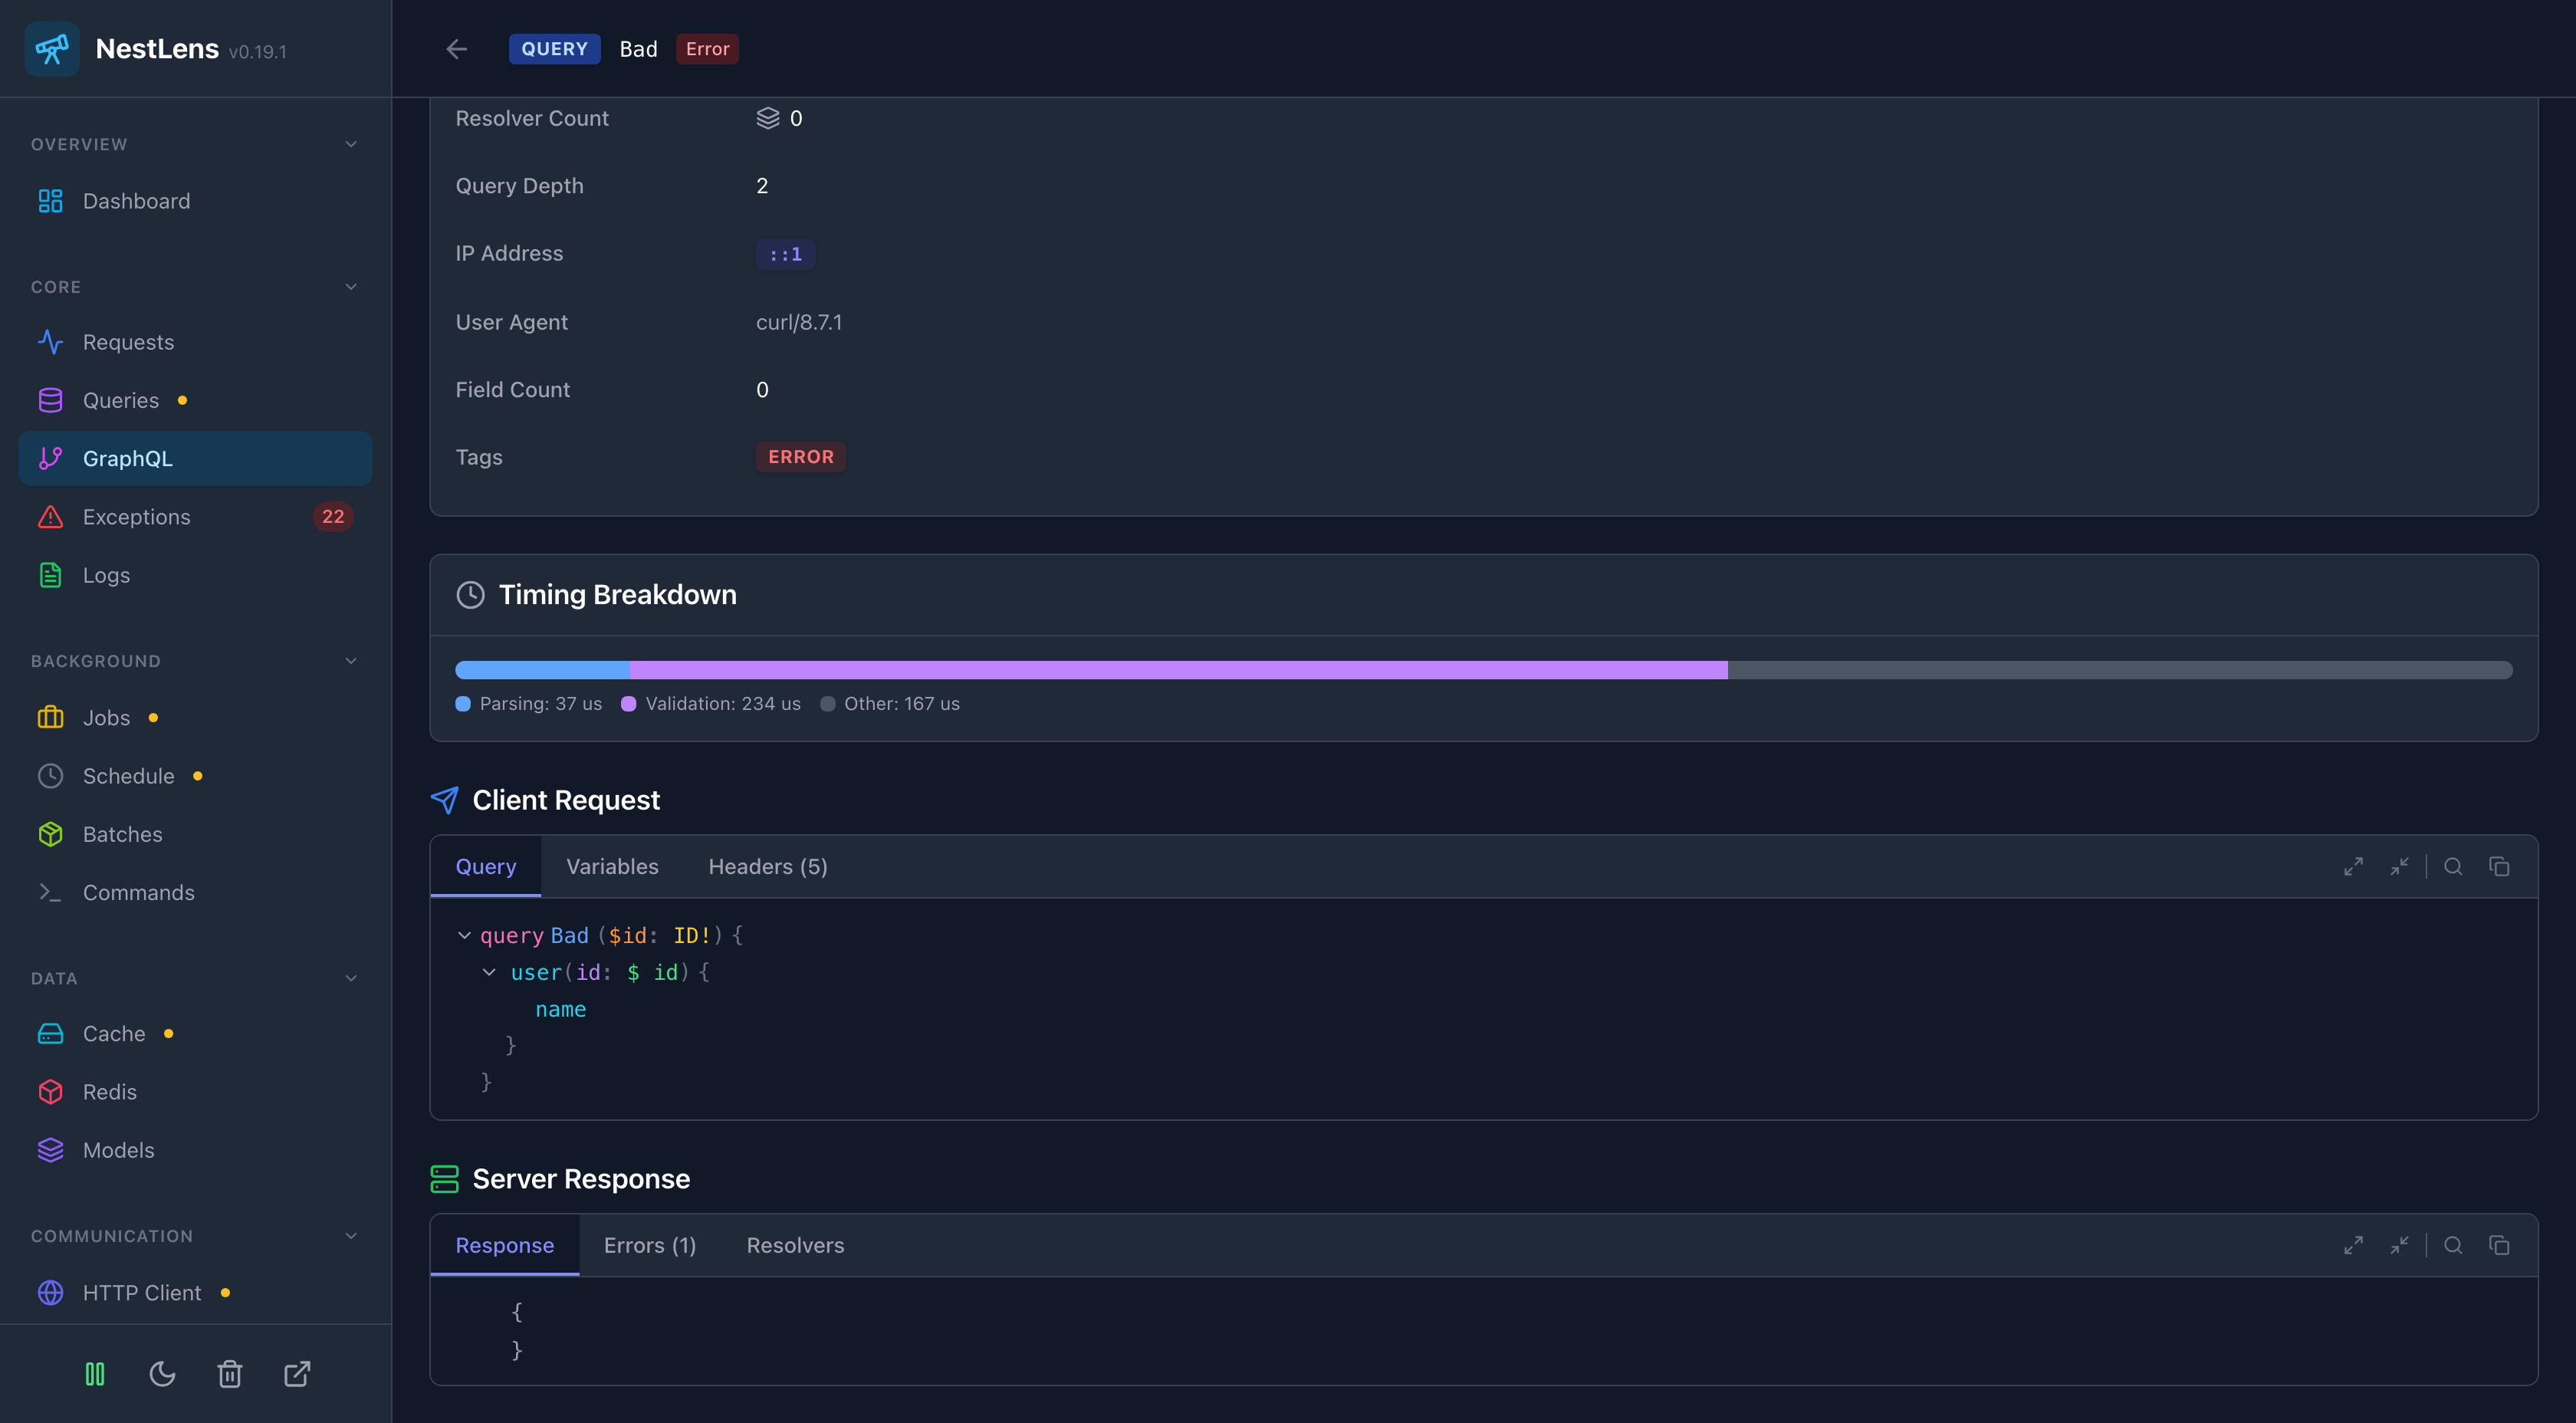 NestLens v0.19.1
OVERVIEW
Dashboard
CORE
Requests
Queries
GraphQL
Exceptions 22
Logs
BACKGROUND
Jobs
Schedule
Batches
Commands
DATA
Cache
Redis
Models
COMMUNICATION
HTTP Client
QUERY Bad Error
Resolver Count 0
Query Depth 2
IP Address ::1
User Agent curl/8.7.1
Field Count 0
Tags ERROR
Timing Breakdown
Parsing: 37 us Validation: 234 us Other: 167 us
Client Request
Query Variables Headers (5)
query Bad ($id: ID!) {
user(id: $ id) {
name
}
}
Server Response
Response Errors (1) Resolvers
{
}